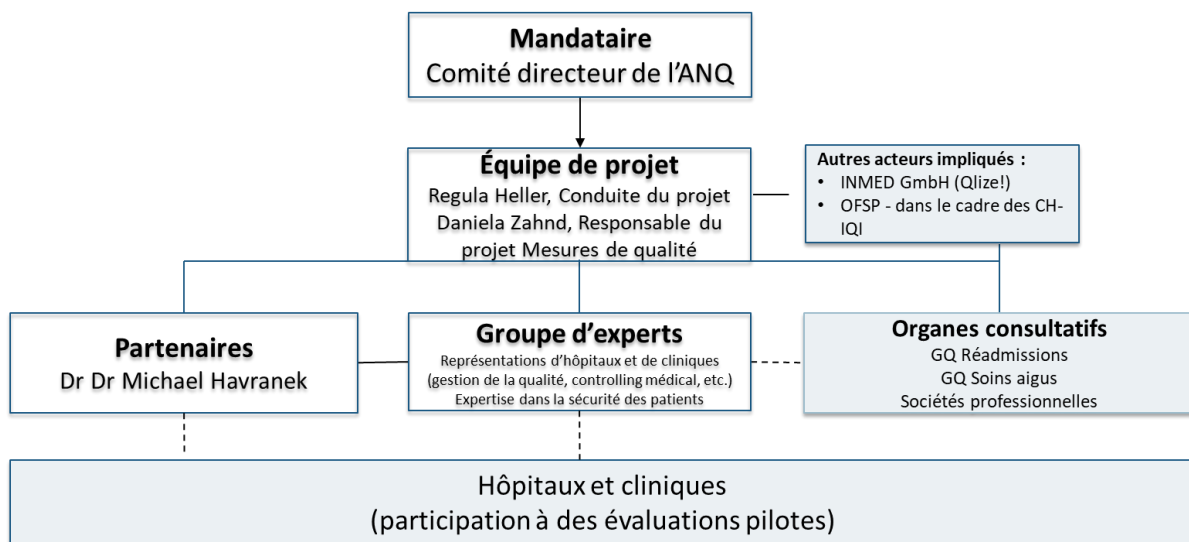 Mandataire
Comité directeur de l'ANQ
Équipe de projet
Regula Heller, Conduite du projet
Daniela Zahnd, Responsable du
projet Mesures de qualité
Autres acteurs impliqués :
• INMED GmbH (Qlize!)
• OFSP - dans le cadre des CH-
IQI
Partenaires
Dr Dr Michael Havranek
Groupe d'experts
Représentations d'hôpitaux et de cliniques
(gestion de la qualité, controlling médical, etc.)
Expertise dans la sécurité des patients
Organes consultatifs
GQ Réadmissions
GQ Soins aigus
Sociétés professionnelles
Hôpitaux et cliniques
(participation à des évaluations pilotes)